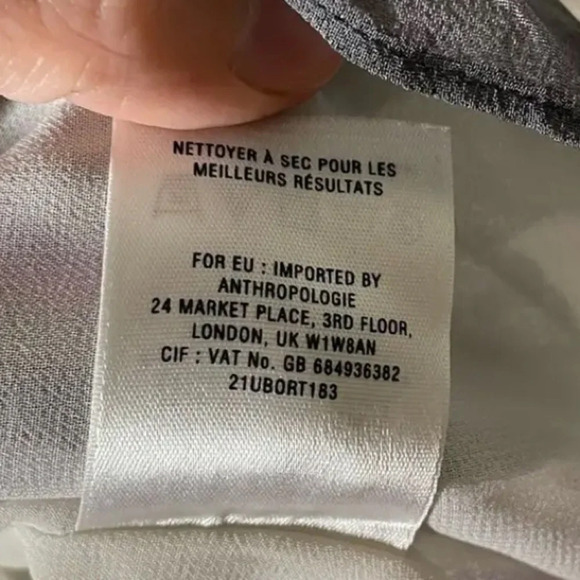 NETTOYER À SEC POUR LES
MEILLEURS RÉSULTATS
FOR EU : IMPORTED BY
ANTHROPOLOGIE
24 MARKET PLACE, 3RD FLOOR,
LONDON, UK W1W8AN
CIF : VAT No. GB 684936382
21UBORT183